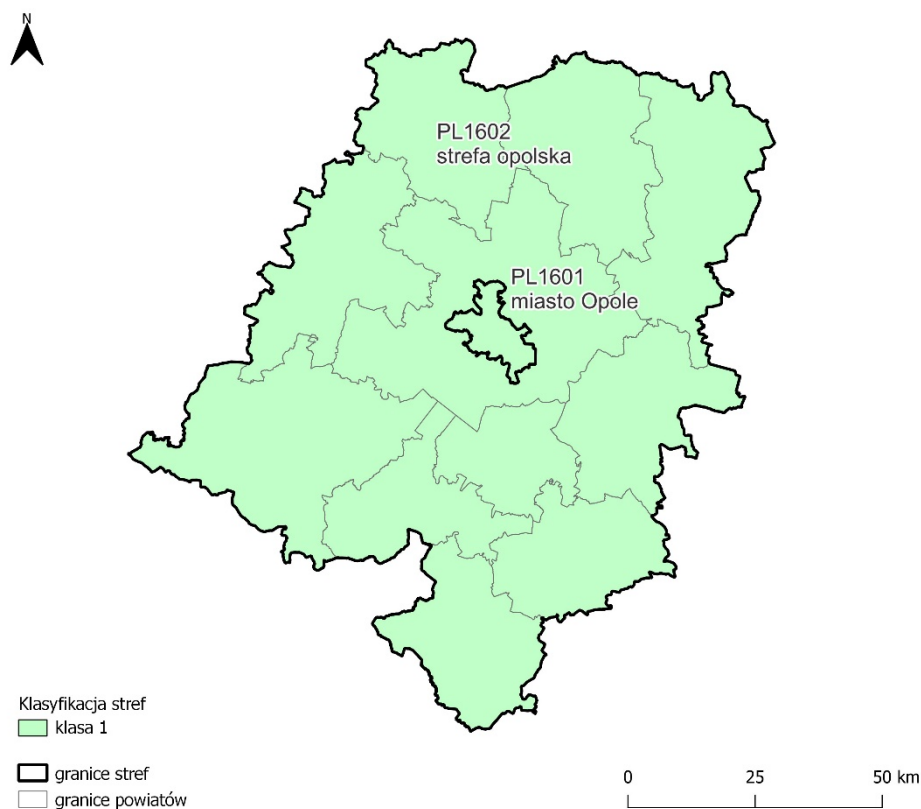 N
PL1602
strefa opolska
PL1601
miasto Opole
Klasyfikacja stref
klasa 1
granice stref
granice powiatów
0 25 50 km